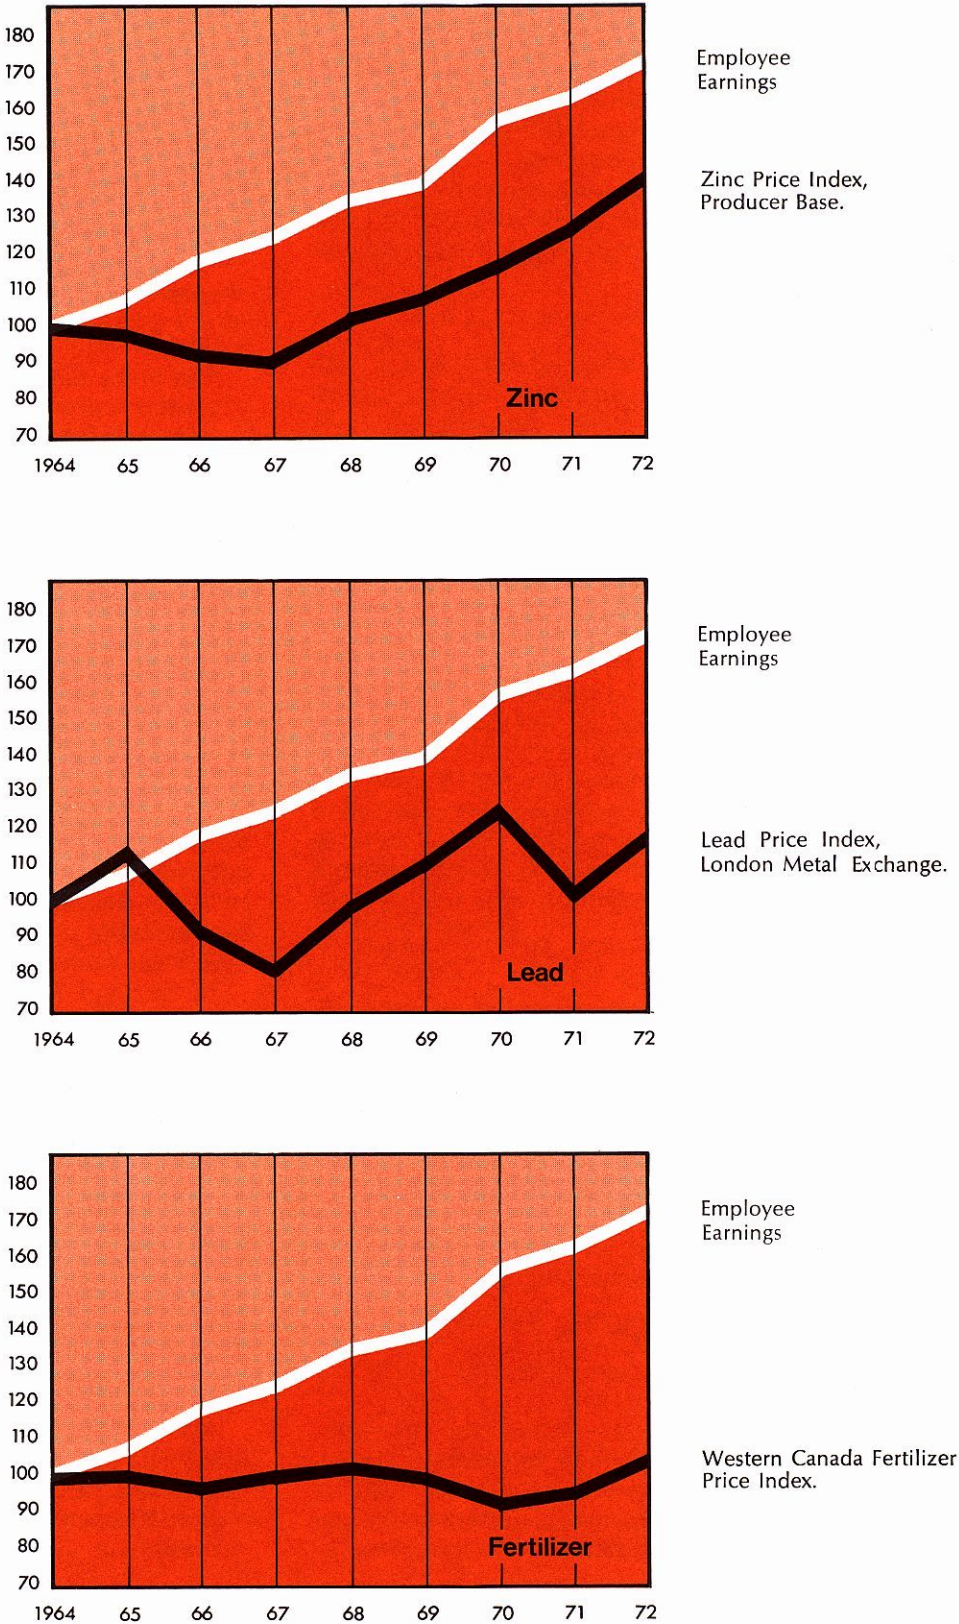 180
170
160
150
140
130
120
110
100
90
80
70
Employee
Earnings
Zinc Price Index,
Producer Base.
Zinc
1964 65 66 67 68 69 70 71 72
180
170
160
150
140
130
120
110
100
90
80
70
Employee
Earnings
Lead Price Index,
London Metal Exchange.
Lead
1964 65 66 67 68 69 70 71 72
180
170
160
150
140
130
120
110
100
90
80
70
Employee
Earnings
Western Canada Fertilizer
Price Index.
Fertilizer
1964 65 66 67 68 69 70 71 72